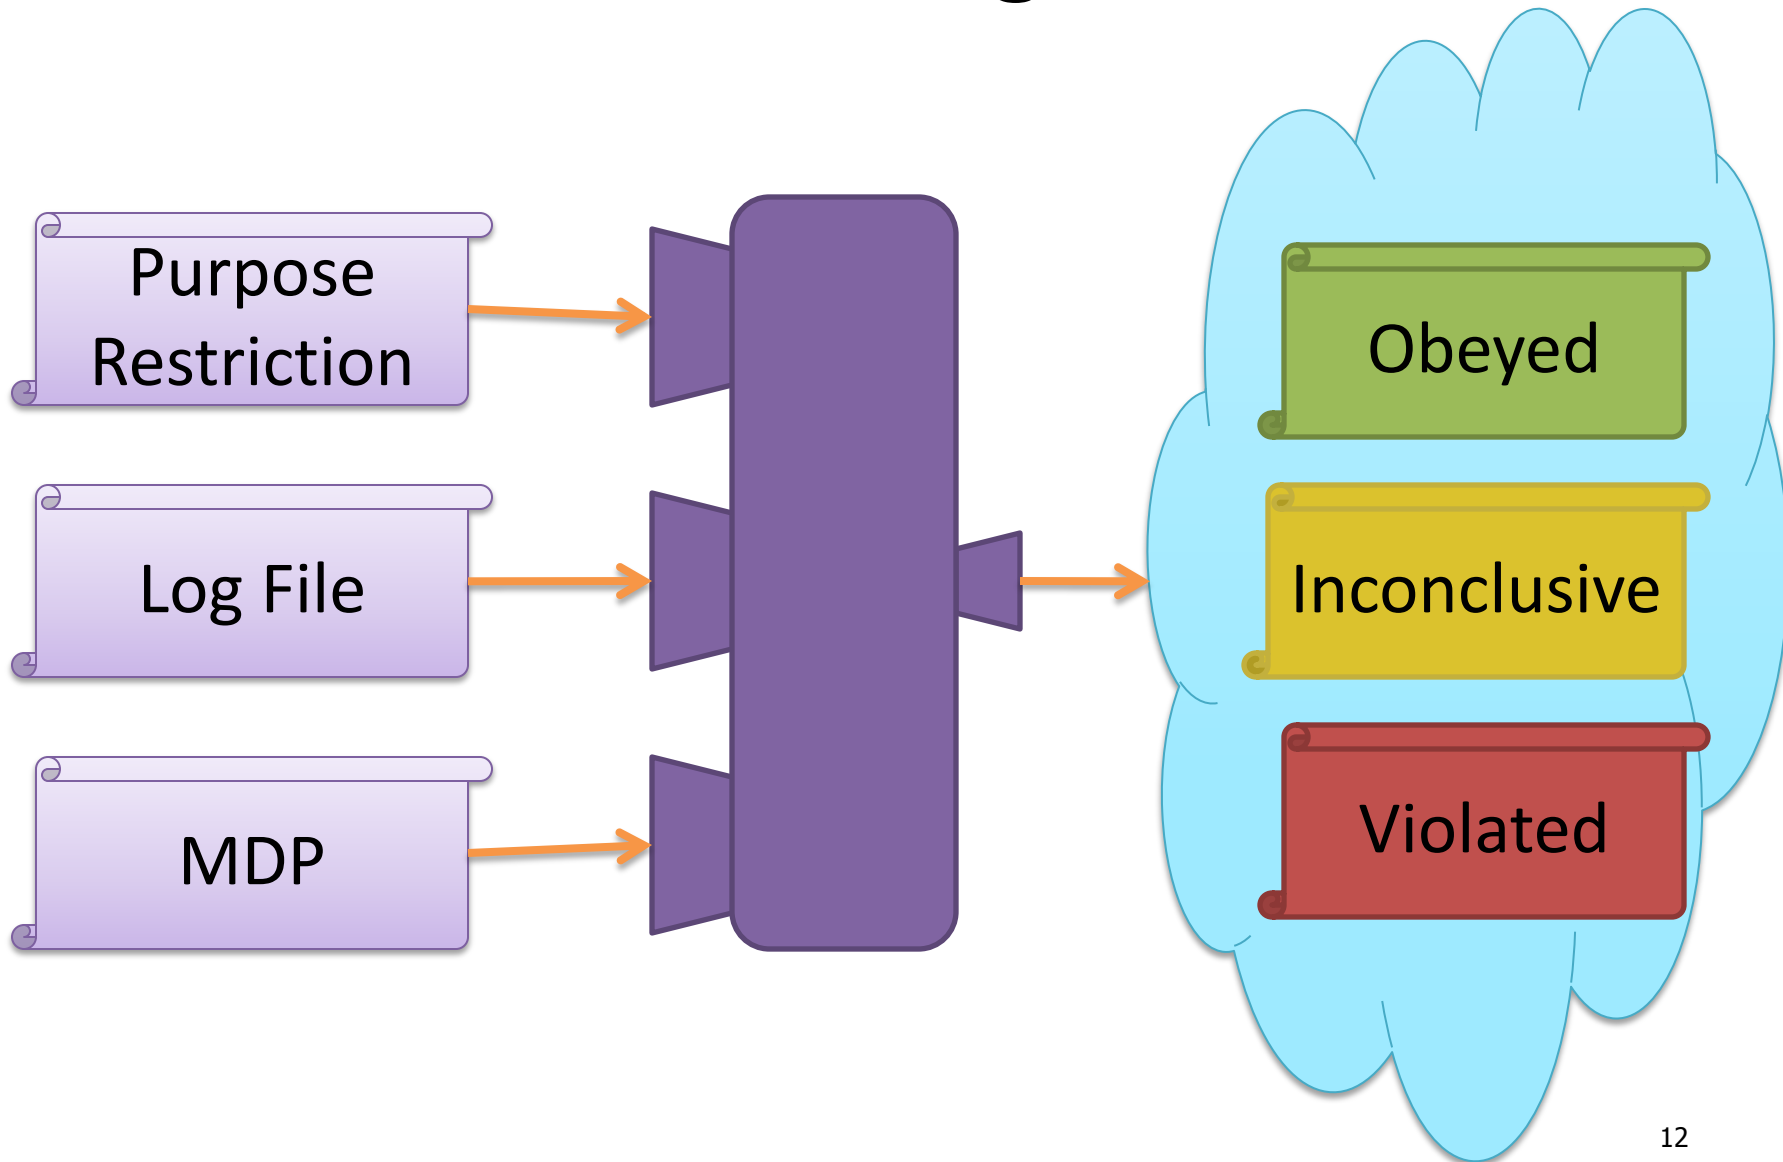 Purpose
Restriction
Log File
MDP
Obeyed
Inconclusive
Violated
12